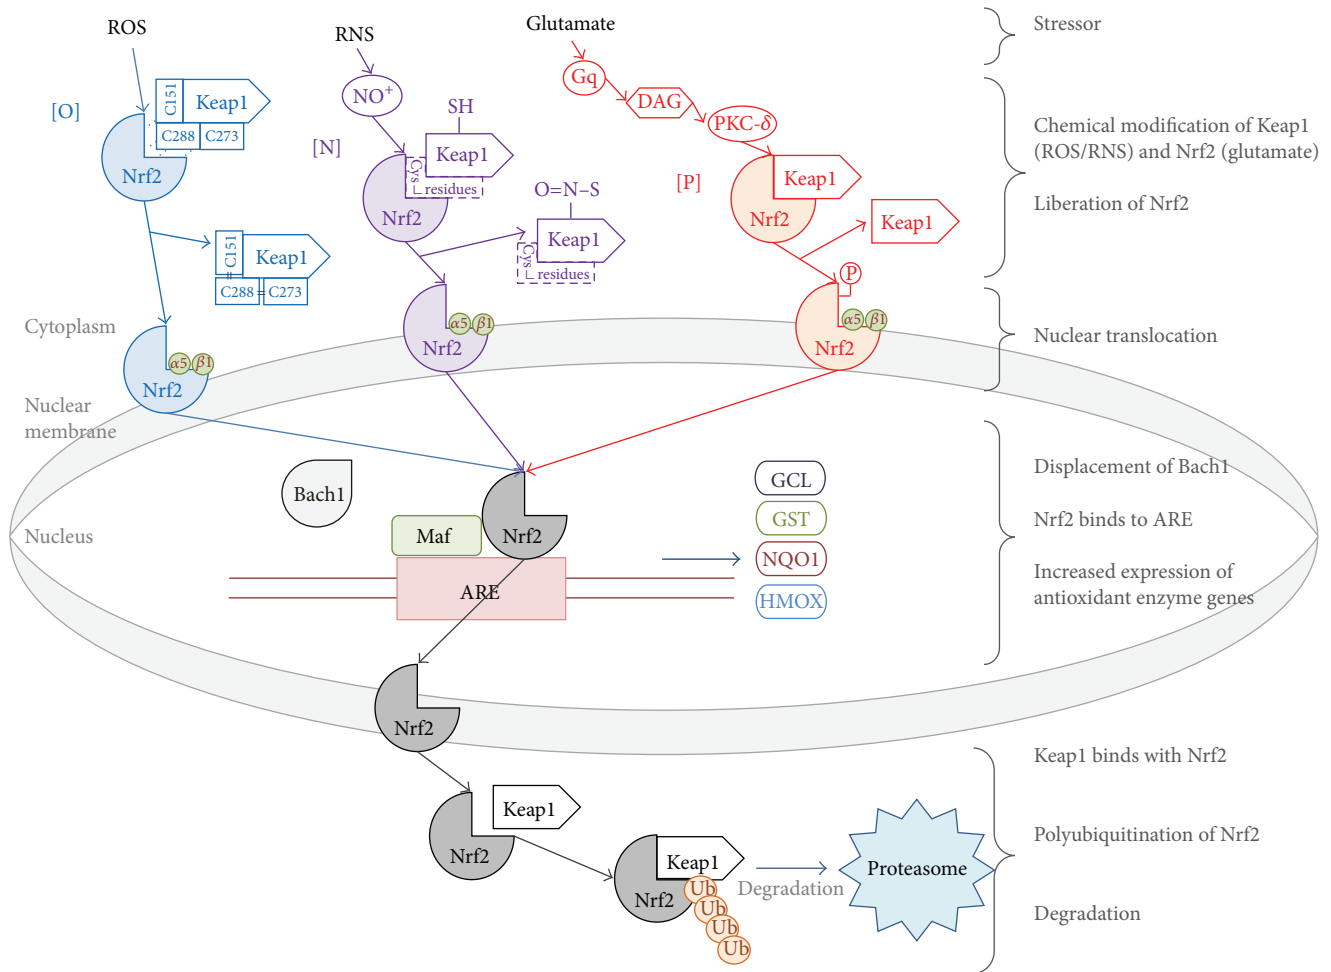 ROS
RNS
Glutamate
Stressor
[O]
C151
Keap1
C288
C273
Nrf2
NO+
SH
[N]
Keap1
Cys
residues
Nrf2
Gq
DAG
PKC-δ
[P]
Keap1
Nrf2
Chemical modification of Keap1
(ROS/RNS) and Nrf2 (glutamate)
Liberation of Nrf2
=C151
Keap1
C288=C273
O=N–S
Keap1
Cys
residues
Keap1
P
Cytoplasm
α5
β1
Nrf2
α5
β1
Nrf2
α5
β1
Nrf2
Nuclear translocation
Nuclear
membrane
Nucleus
Bach1
Maf
Nrf2
ARE
GCL
GST
NQO1
HMOX
Displacement of Bach1
Nrf2 binds to ARE
Increased expression of
antioxidant enzyme genes
Nrf2
Keap1
Nrf2
Keap1
Nrf2
Ub
Ub
Ub
Ub
Degradation
Proteasome
Keap1 binds with Nrf2
Polyubiquitination of Nrf2
Degradation